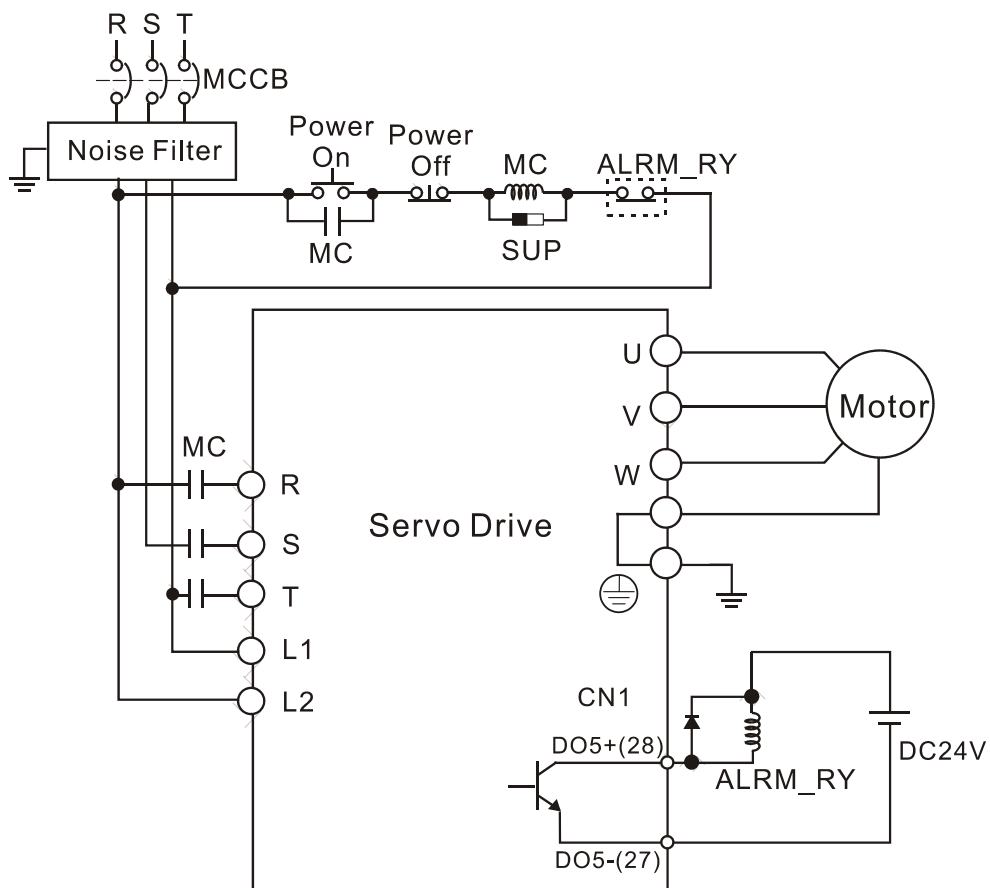 R S T
MCCB
Noise Filter
Power
On
Power
Off
MC
ALRM_RY
MC
SUP
U
V
W
Motor
MC
R
S
T
L1
L2
Servo Drive
CN1
DO5+(28)
ALRM_RY
DC24V
DO5-(27)